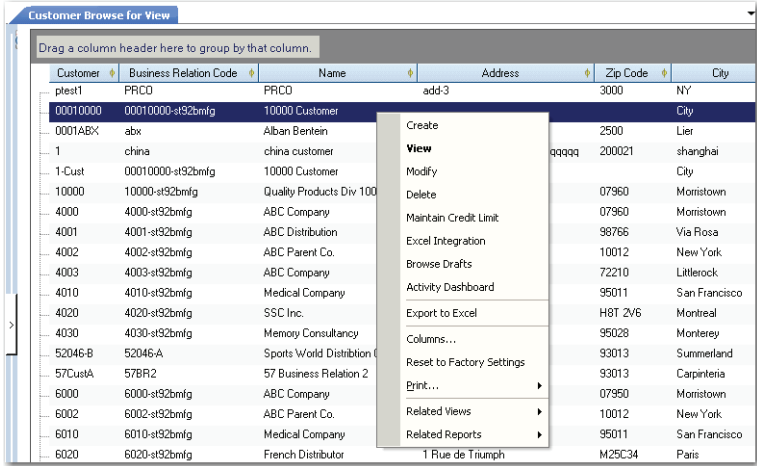 Customer Browse for View
Drag a column header here to group by that column.
Customer Business Relation Code Name Address Zip Code City
ptest1 PRCO PRCO add-3 3000 NY
00010000 00010000-st92bmfg 10000 Customer City
0001ABX abx Alban Bentein 2500 Lier
1 china china customer qqqqq 200021 shanghai
1-Cust 00010000-st92bmfg 10000 Customer City
10000 10000-st92bmfg Quality Products Div 100 07960 Morristown
4000 4000-st92bmfg ABC Company 07960 Morristown
4001 4001-st92bmfg ABC Distribution 98766 Via Rosa
4002 4002-st92bmfg ABC Parent Co. 10012 New York
4003 4003-st92bmfg ABC Company 72210 Littlerock
4010 4010-st92bmfg Medical Company 95011 San Francisco
4020 4020-st92bmfg SSC Inc. H8T 2V6 Montreal
4030 4030-st92bmfg Memory Consultancy 95028 Monterey
52046-B 52046-A Sports World Distribtion 93013 Summerland
57CustA 57BR2 57 Business Relation 2 93013 Carpinteria
6000 6000-st92bmfg ABC Company 07950 Morristown
6002 6002-st92bmfg ABC Parent Co. 10012 New York
6010 6010-st92bmfg Medical Company 95011 San Francisco
6020 6020-st92bmfg French Distributor 1 Rue de Triumph M25C34 Paris
Create
View
Modify
Delete
Maintain Credit Limit
Excel Integration
Browse Drafts
Activity Dashboard
Export to Excel
Columns...
Reset to Factory Settings
Print...
Related Views
Related Reports